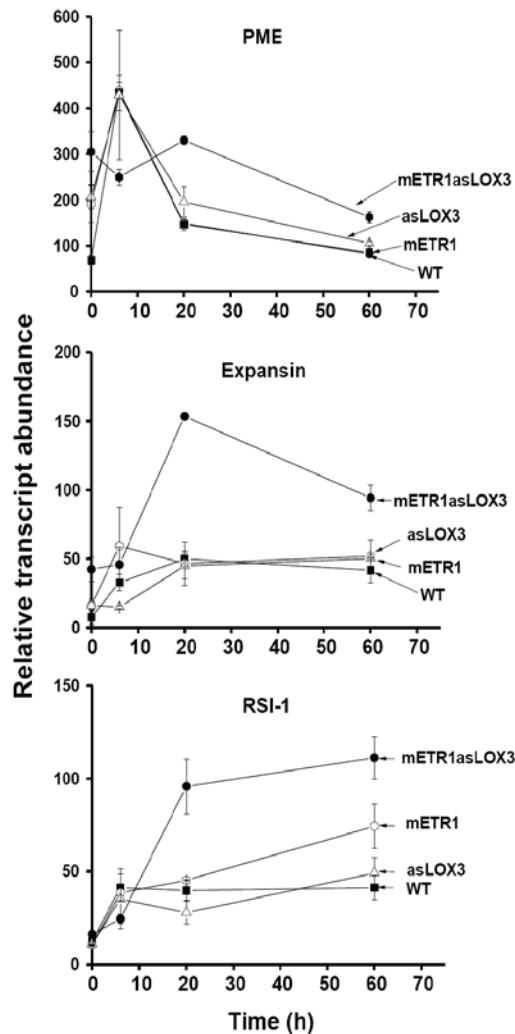 PME
600
500
400
300
200
100
0
mETR1asLOX3
asLOX3
mETR1
WT
0 10 20 30 40 50 60 70
Relative transcript abundance
Expansin
200
150
100
50
0
mETR1asLOX3
asLOX3
mETR1
WT
0 10 20 30 40 50 60 70
RSI-1
150
100
50
0
mETR1asLOX3
mETR1
asLOX3
WT
0 10 20 30 40 50 60 70
Time (h)